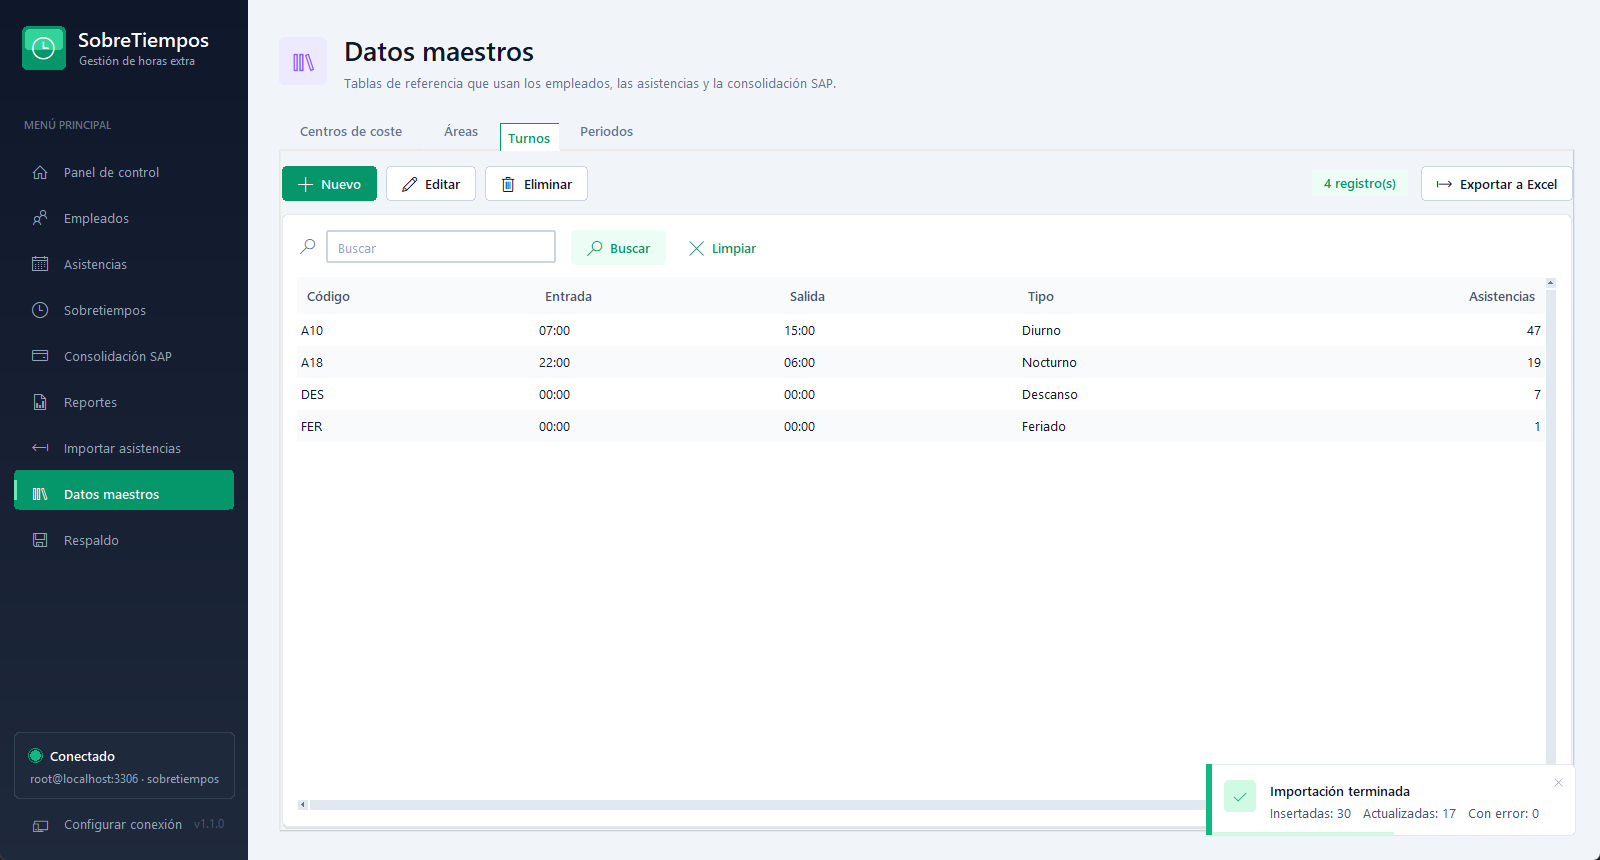 SobreTiempos
Gestión de horas extra
MENÚ PRINCIPAL
Panel de control
Empleados
Asistencias
Sobretiempos
Consolidación SAP
Reportes
Importar asistencias
Datos maestros
Respaldo
Conectado
root@localhost:3306 · sobretiempos
Configurar conexión v1.1.0
Datos maestros
Tablas de referencia que usan los empleados, las asistencias y la consolidación SAP.
Centros de coste Áreas Turnos Periodos
Nuevo Editar Eliminar 4 registro(s) Exportar a Excel
Buscar Buscar Limpiar
Código Entrada Salida Tipo Asistencias
A10 07:00 15:00 Diurno 47
A18 22:00 06:00 Nocturno 19
DES 00:00 00:00 Descanso 7
FER 00:00 00:00 Feriado 1
Importación terminada
Insertadas: 30 Actualizadas: 17 Con error: 0